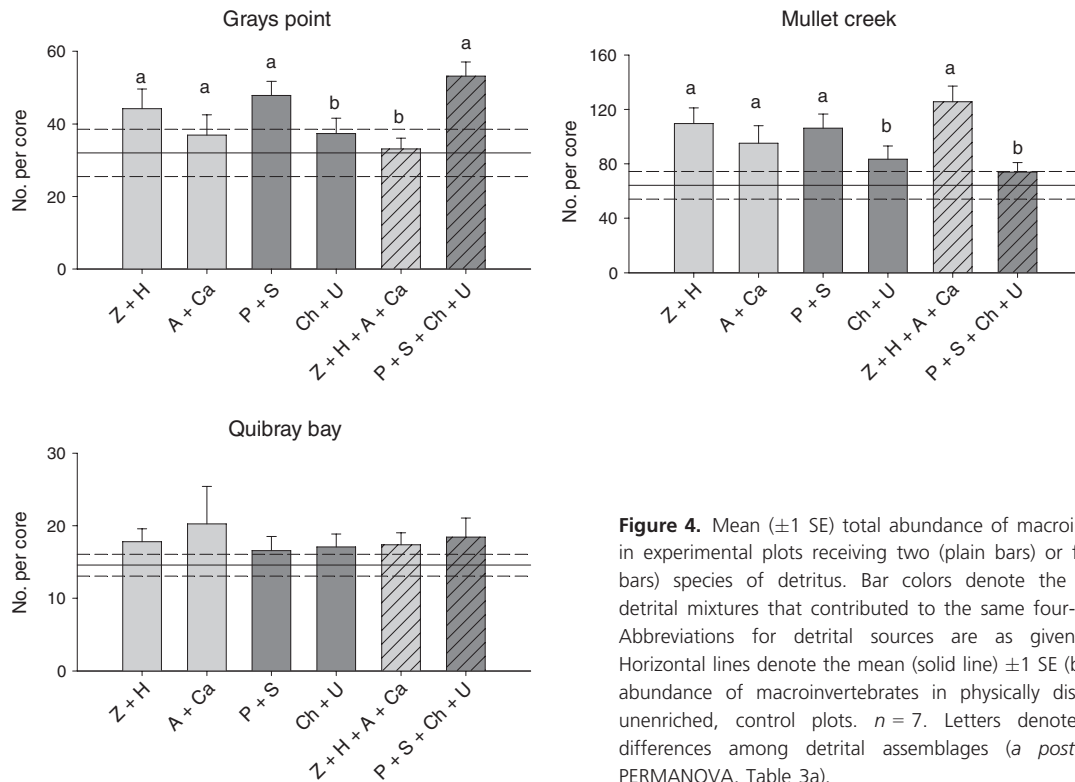 Grays point
60
40
20
0
No. per core
a
a
a
b
b
a
Z + H
A + Ca
P + S
Ch + U
Z + H + A + Ca
P + S + Ch + U
Mullet creek
160
120
80
40
0
No. per core
a
a
a
b
a
b
Z + H
A + Ca
P + S
Ch + U
Z + H + A + Ca
P + S + Ch + U
Quibray bay
30
20
10
0
No. per core
Z + H
A + Ca
P + S
Ch + U
Z + H + A + Ca
P + S + Ch + U
Figure 4. Mean (±1 SE) total abundance of macroi
in experimental plots receiving two (plain bars) or f
bars) species of detritus. Bar colors denote the
detrital mixtures that contributed to the same four-
Abbreviations for detrital sources are as given
Horizontal lines denote the mean (solid line) ±1 SE (b
abundance of macroinvertebrates in physically dis
unenriched, control plots. n = 7. Letters denote
differences among detrital assemblages (a post
PERMANOVA, Table 3a).